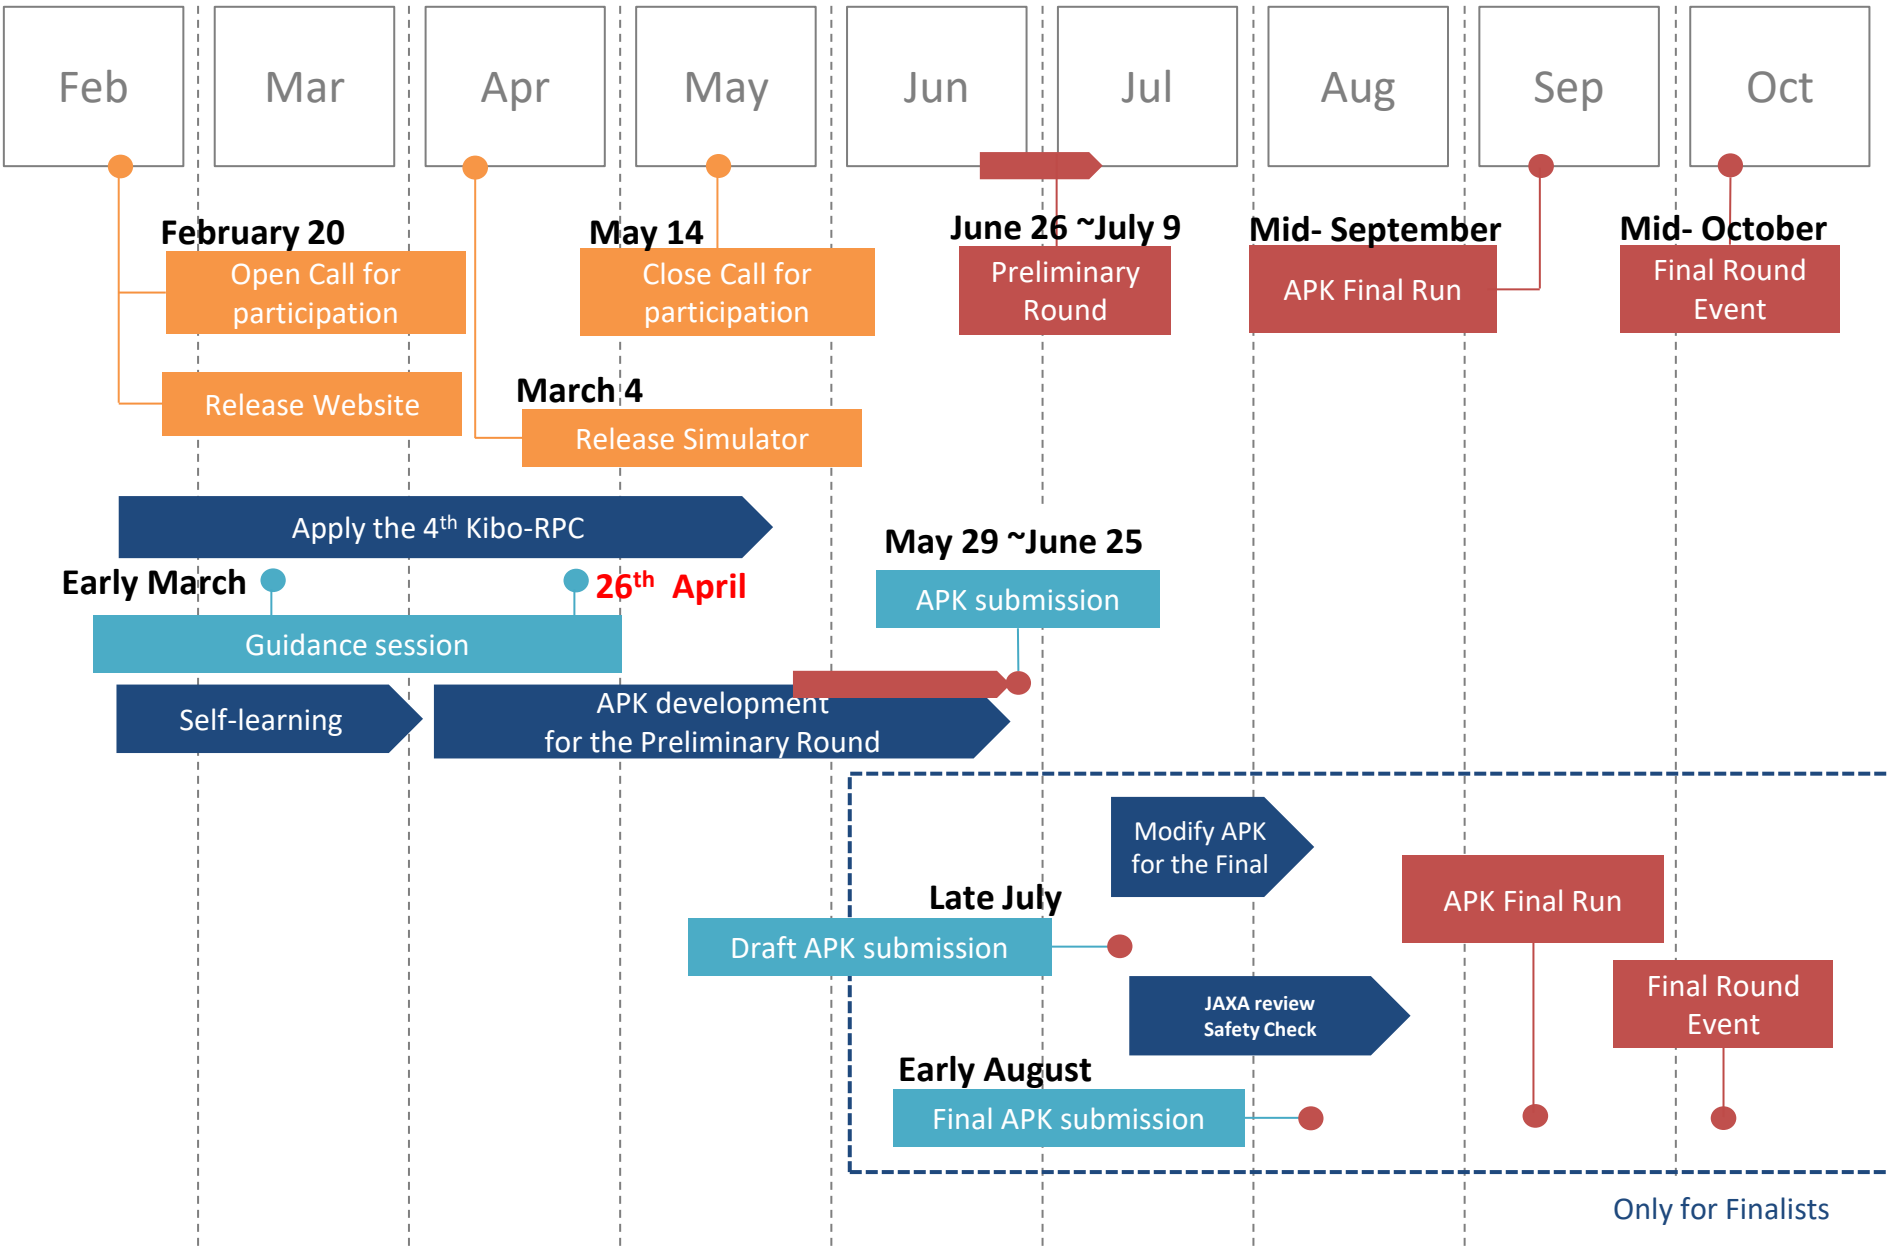 Feb
Mar
Apr
May
Jun
Jul
Aug
Sep
Oct
February 20
Open Call for
participation
May 14
Close Call for
participation
June 26 ~July 9
Preliminary
Round
Mid- September
APK Final Run
Mid- October
Final Round
Event
Release Website
March 4
Release Simulator
Apply the 4th Kibo-RPC
May 29 ~June 25
APK submission
Early March
26th April
Guidance session
Self-learning
APK development
for the Preliminary Round
Modify APK
for the Final
Late July
Draft APK submission
APK Final Run
JAXA review
Safety Check
Final Round
Event
Early August
Final APK submission
Only for Finalists